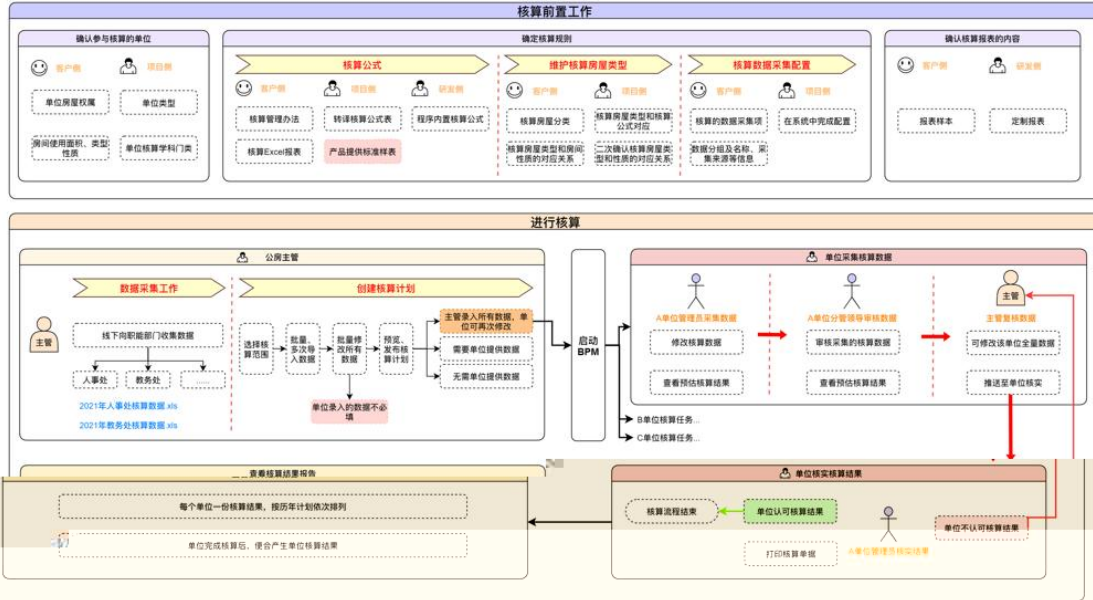 核算前置工作
确认参与核算的单位
客户侧
项目侧
单位房屋权属
单位类型
房间使用面积、类型
性质
单位核算学科门类
确定核算规则
核算公式
客户侧
项目侧
研发侧
核算管理办法
转译核算公式表
程序内置核算公式
核算Excel报表
产品提供标准样表
维护核算房屋类型
客户侧
项目侧
核算房屋分类
核算房屋类型和核算
公式对应
核算房屋类型和房间
性质的对应关系
二次确认核算房屋类
型和性质的对应关系
核算数据采集配置
客户侧
项目侧
核算的数据采集项
在系统中完成配置
数据分组及名称、采
集来源等信息
确认核算报表的内容
客户侧
研发侧
报表样本
定制报表
进行核算
公房主管
数据采集工作
主管
线下向职能部门收集数据
人事处
教务处
......
2021年人事处核算数据.xls
2021年教务处核算数据.xls
创建核算计划
选择核
算范围
批量、
多次导
入数据
批量修
改所有
数据
预览、
发布核
算计划
主管录入所有数据，单
位可再次修改
需要单位提供数据
无需单位提供数据
单位录入的数据不必
填
启动
BPM
单位采集核算数据
A单位管理员采集数据
修改核算数据
查看预估核算结果
A单位分管领导审核数据
审核采集的核算数据
查看预估核算结果
主管
主管复核数据
可修改该单位全量数据
推送至单位核实
B单位核算任务...
C单位核算任务...
查看核算结果报告
每个单位一份核算结果，按历年计划依次排列
单位完成核算后，便会产生单位核算结果
单位核实核算结果
核算流程结束
单位认可核算结果
单位不认可核算结果
打印核算单据
A单位管理员核实结果